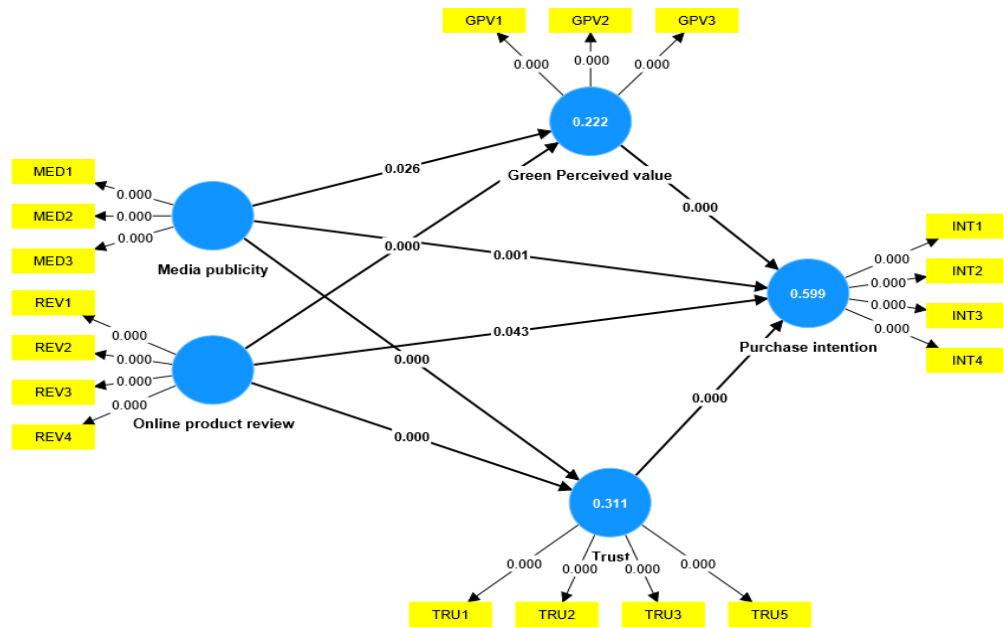 GPV1 GPV2 GPV3
0.000 0.000 0.000
0.222
Green Perceived value
MED1
MED2
MED3
0.000
0.000
0.000
Media publicity
0.026
0.000
0.001
0.000
REV1
REV2
REV3
REV4
0.000
0.000
0.000
0.000
Online product review
0.043
0.000
0.000
0.000
0.599
Purchase intention
0.000
0.000
0.000
0.000
INT1
INT2
INT3
INT4
0.311
Trust
0.000 0.000 0.000 0.000
TRU1 TRU2 TRU3 TRU5